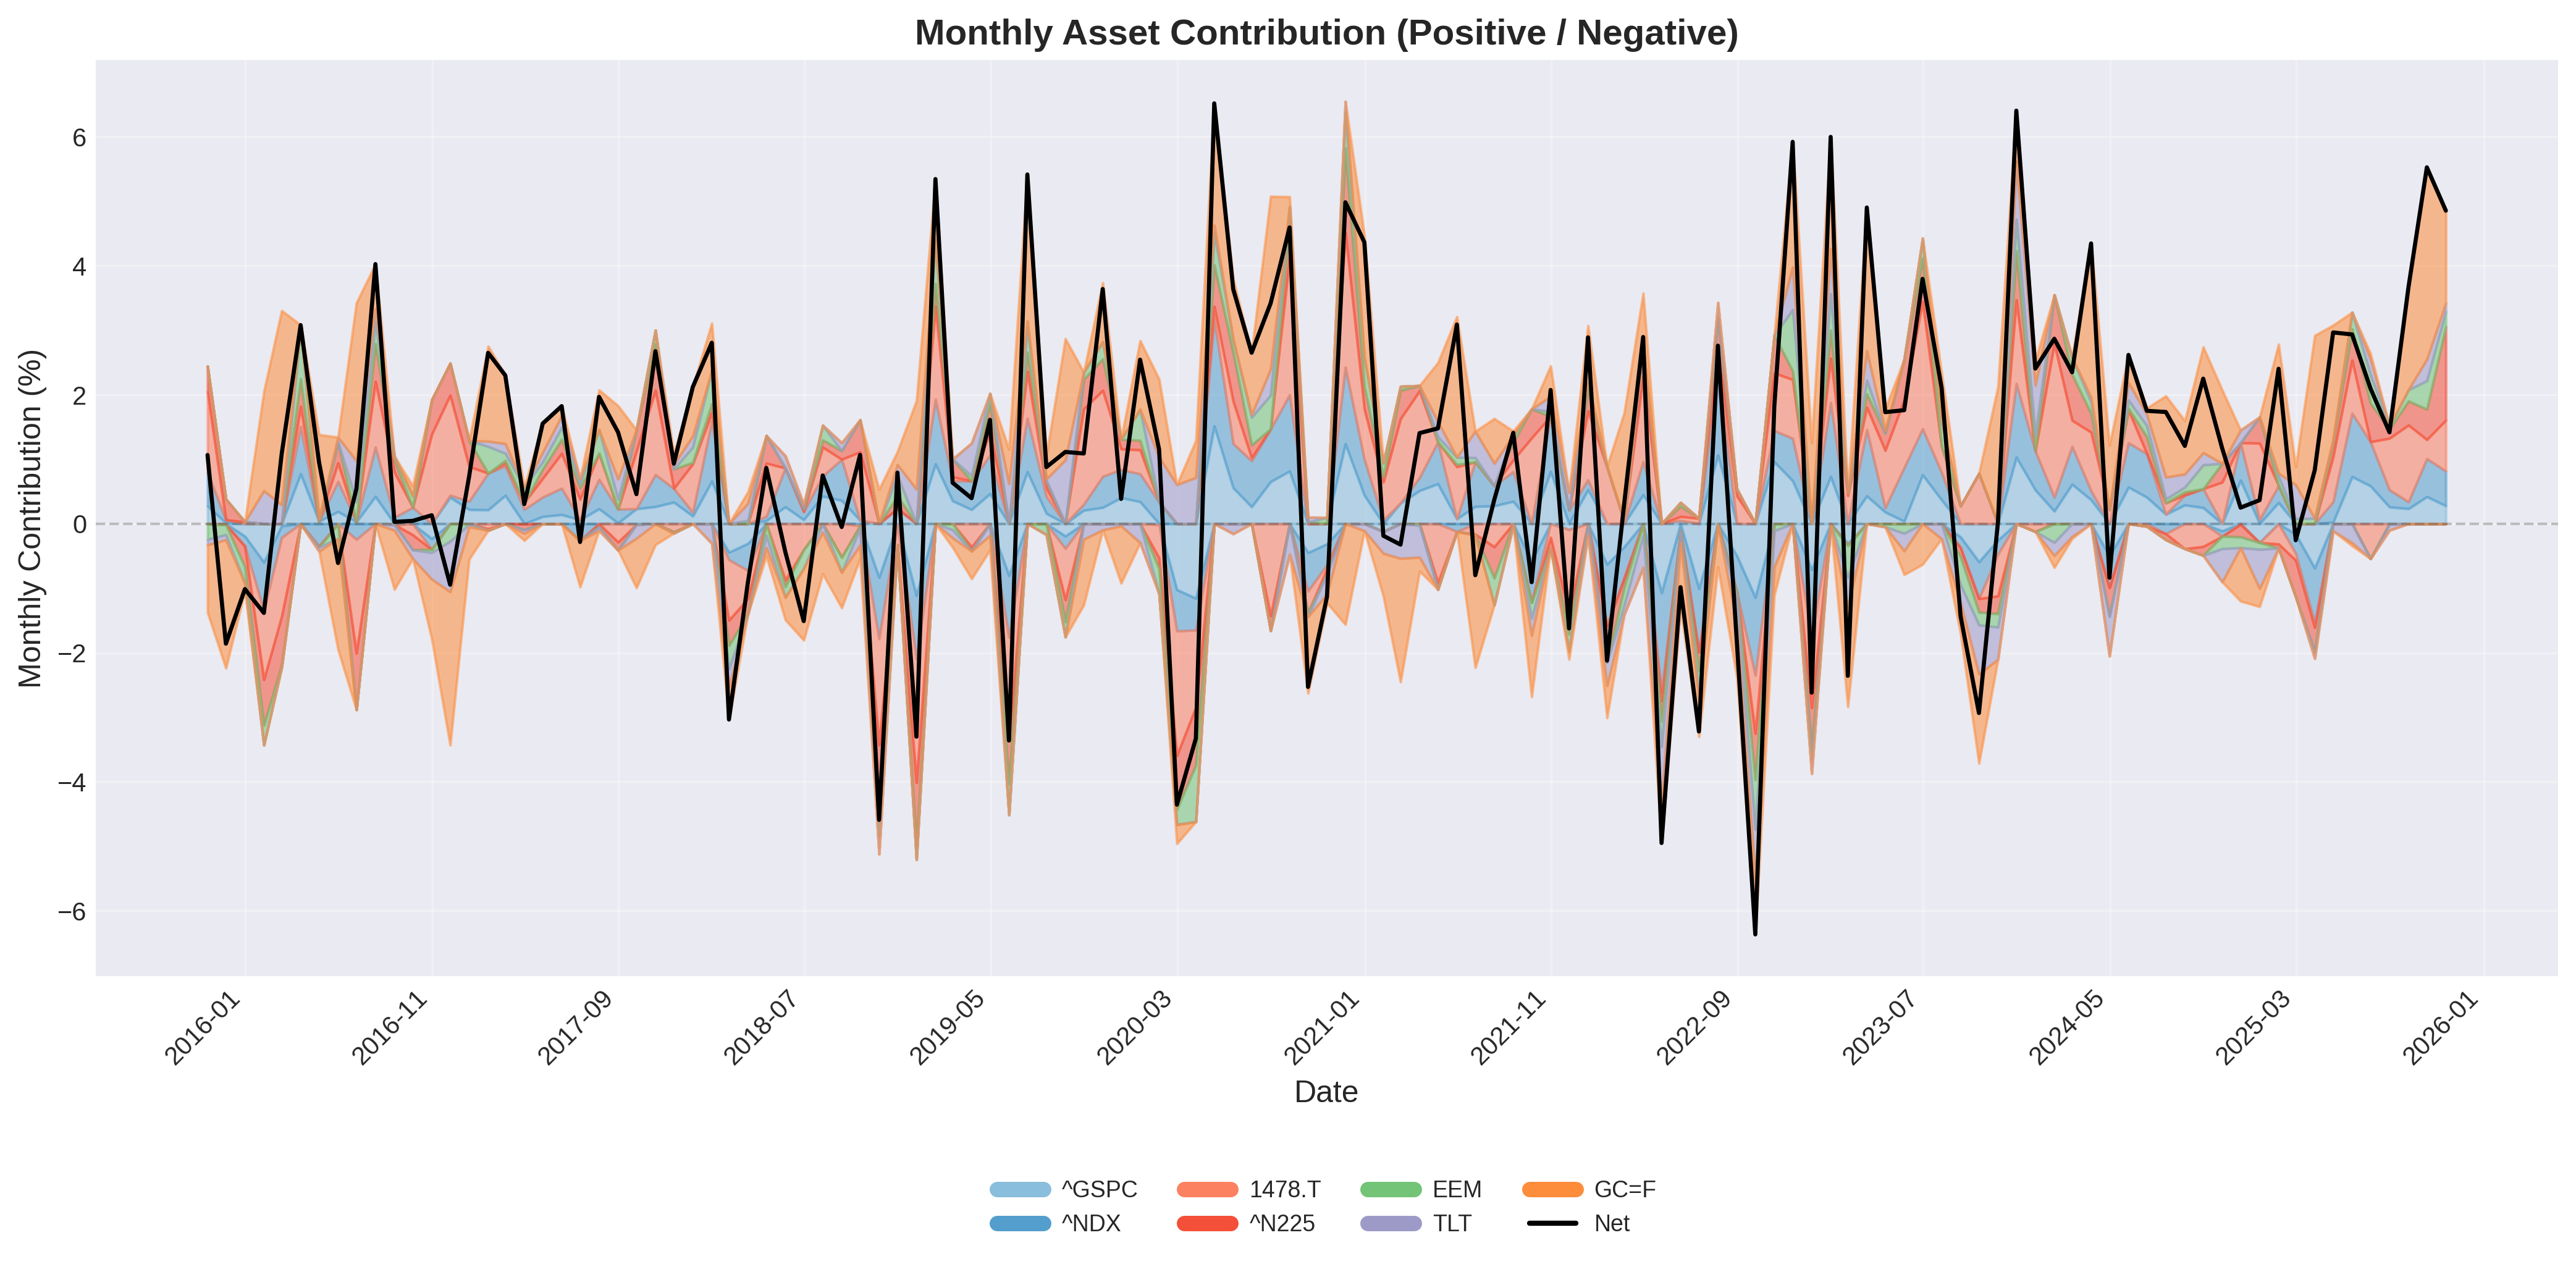 Monthly Asset Contribution (Positive / Negative)
Monthly Contribution (%)
6
4
2
0
−2
−4
−6
2016-01
2016-11
2017-09
2018-07
2019-05
2020-03
2021-01
2021-11
2022-09
2023-07
2024-05
2025-03
2026-01
Date
^GSPC
1478.T
EEM
GC=F
^NDX
^N225
TLT
Net